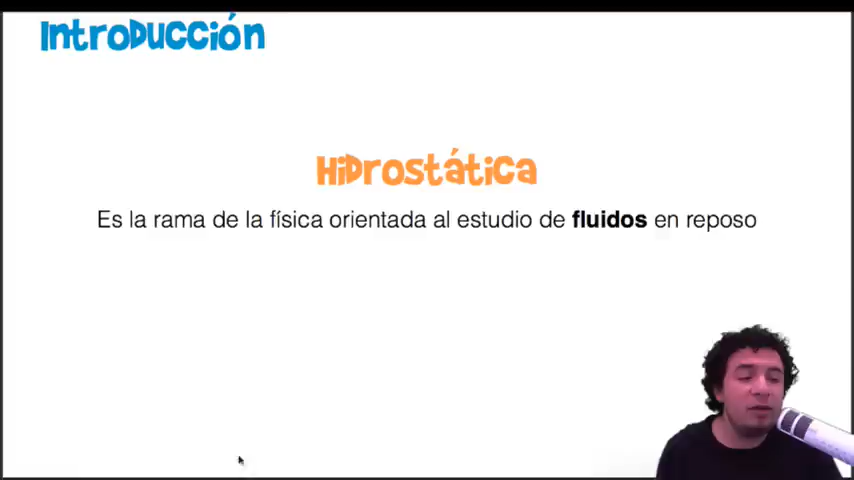 Introducción
Hidrostática
Es la rama de la física orientada al estudio de fluidos en reposo